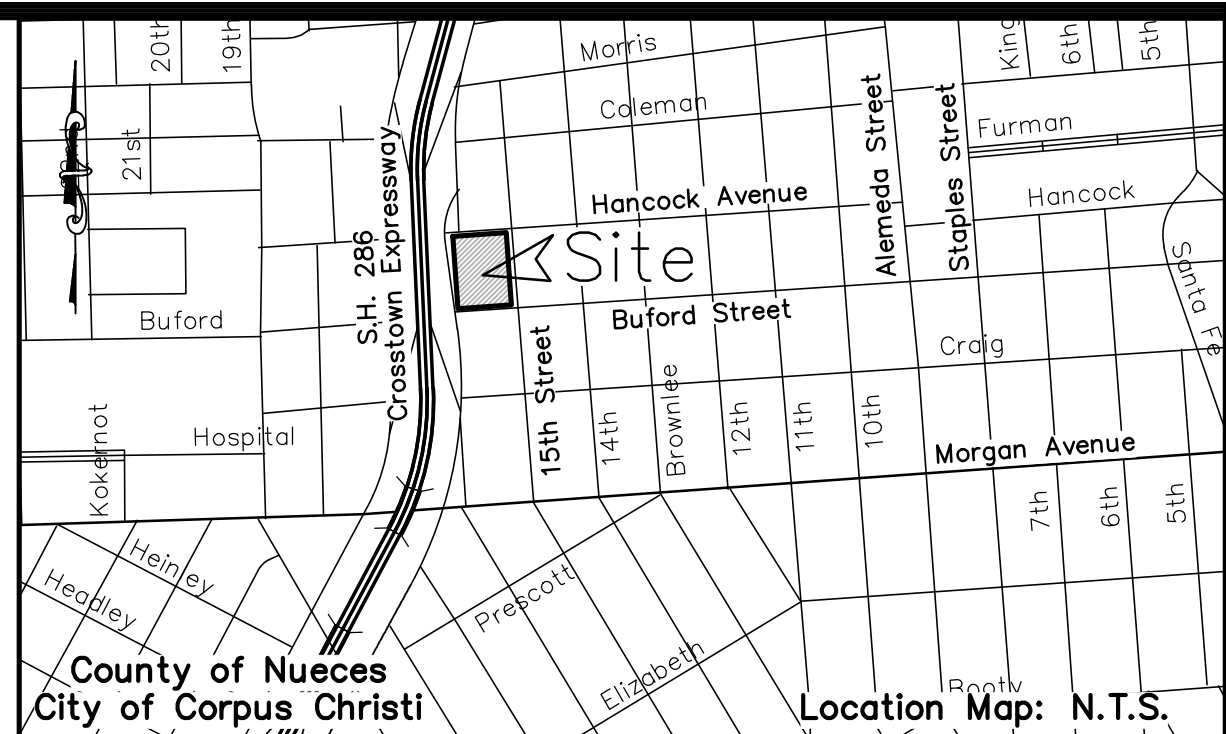 20th
19th
Morris
King
6th
5th
Coleman
Alemeda Street
Staples Street
Furman
21st
S.H. 286
Crosstown Expressway
Hancock Avenue
Hancock
Site
Santa Fe
Buford
Buford Street
Craig
15th Street
14th
Brownlee
12th
11th
10th
Kokernot
Hospital
Morgan Avenue
7th
6th
5th
Heinley
Headley
Prescott
Elizabeth
County of Nueces
City of Corpus Christi
Location Map: N.T.S.